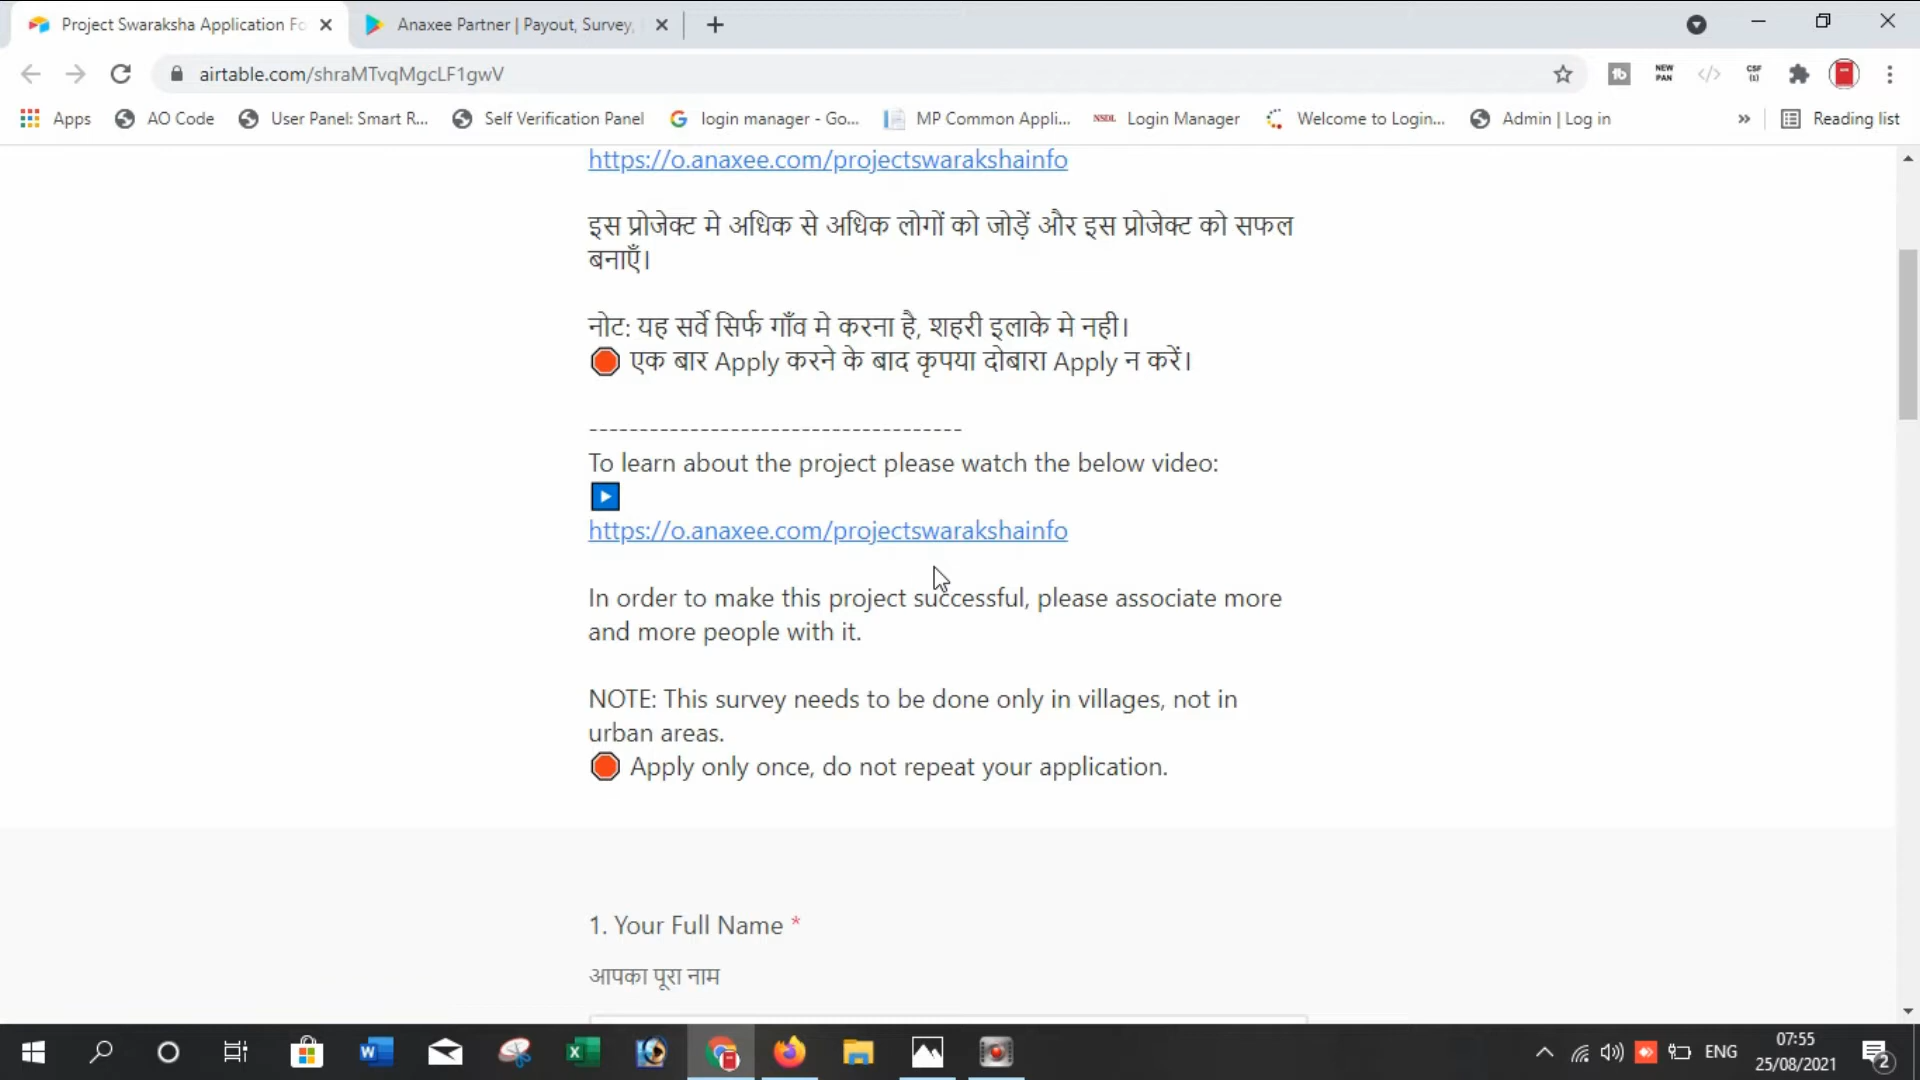 Project Swaraksha Application Fo
Anaxee Partner | Payout, Survey,
airtable.com/shraMTvqMgcLF1gwV
NEW
PAN
CSF
(1)
Apps
AO Code
User Panel: Smart R...
Self Verification Panel
login manager - Go...
MP Common Appli...
NSDL
Login Manager
Welcome to Login...
Admin | Log in
»
Reading list
https://o.anaxee.com/projectswarakshainfo
इस प्रोजेक्ट मे अधिक से अधिक लोगों को जोड़ें और इस प्रोजेक्ट को सफल
बनाएँ।
नोट: यह सर्वे सिर्फ गाँव मे करना है, शहरी इलाके मे नही।
एक बार Apply करने के बाद कृपया दोबारा Apply न करें।
-------------------------------------
To learn about the project please watch the below video:
https://o.anaxee.com/projectswarakshainfo
In order to make this project successful, please associate more
and more people with it.
NOTE: This survey needs to be done only in villages, not in
urban areas.
Apply only once, do not repeat your application.
1. Your Full Name *
आपका पूरा नाम
ENG
07:55
25/08/2021
2